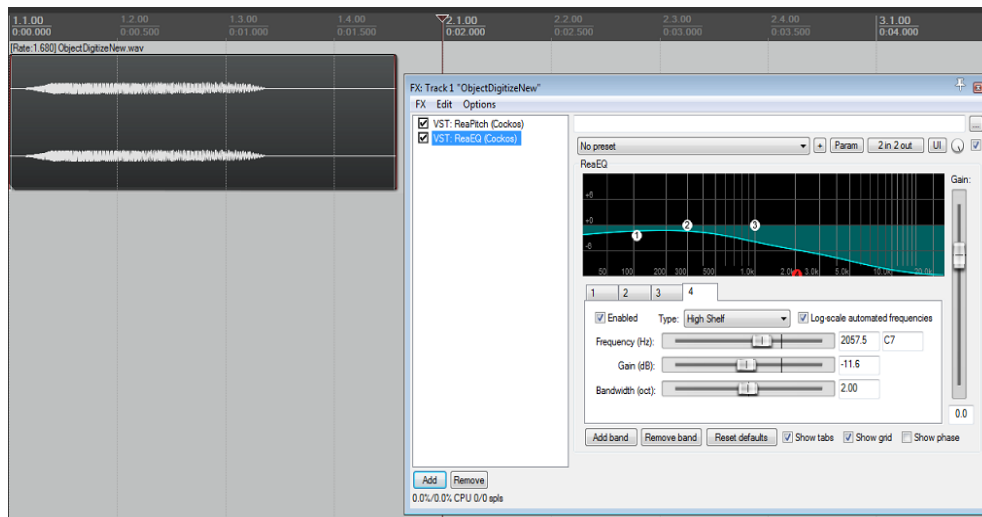 1.1.00 1.2.00 1.3.00 1.4.00 2.1.00 2.2.00 2.3.00 2.4.00 3.1.00
0:00.000 0:00.500 0:01.000 0:01.500 0:02.000 0:02.500 0:03.000 0:03.500 0:04.000
[Rate:1.680] ObjectDigitizeNew.wav
FX: Track 1 "ObjectDigitizeNew"
FX Edit Options
VST: ReaPitch (Cockos)
VST: ReaEQ (Cockos)
...
No preset + Param 2 in 2 out UI
ReaEQ
Gain:
+6
+0
-6
1 2 3
50 100 200 300 500 1.0k 2.0k 3.0k 5.0k 10.0k 20.0k
1 2 3 4
Enabled Type: High Shelf Log-scale automated frequencies
Frequency (Hz): 2057.5 C7
Gain (dB): -11.6
Bandwidth (oct): 2.00
0.0
Add band Remove band Reset defaults Show tabs Show grid Show phase
Add Remove
0.0%/0.0% CPU 0/0 spls